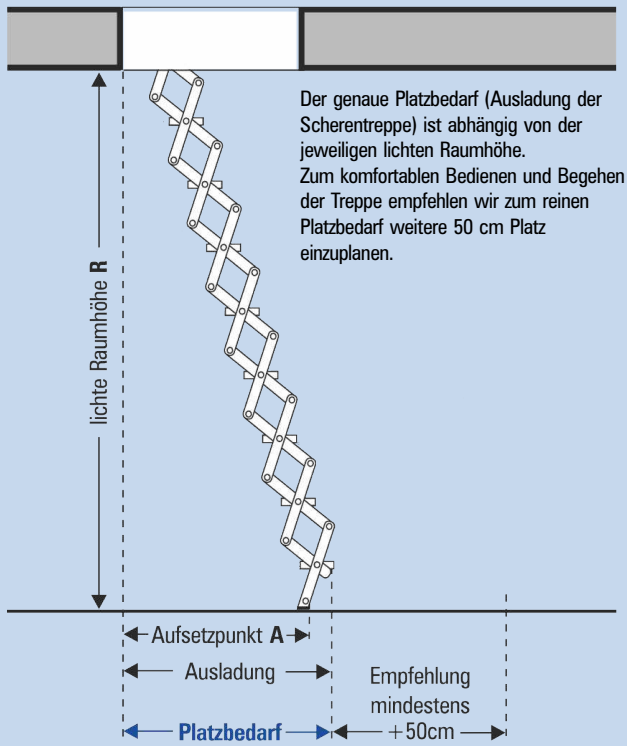 Der genaue Platzbedarf (Ausladung der
Scherentreppe) ist abhängig von der
jeweiligen lichten Raumhöhe.
Zum komfortablen Bedienen und Begehen
der Treppe empfehlen wir zum reinen
Platzbedarf weitere 50 cm Platz
einzuplanen.
lichte Raumhöhe R
Aufsetzpunkt A
Ausladung
Platzbedarf
Empfehlung
mindestens
+50cm